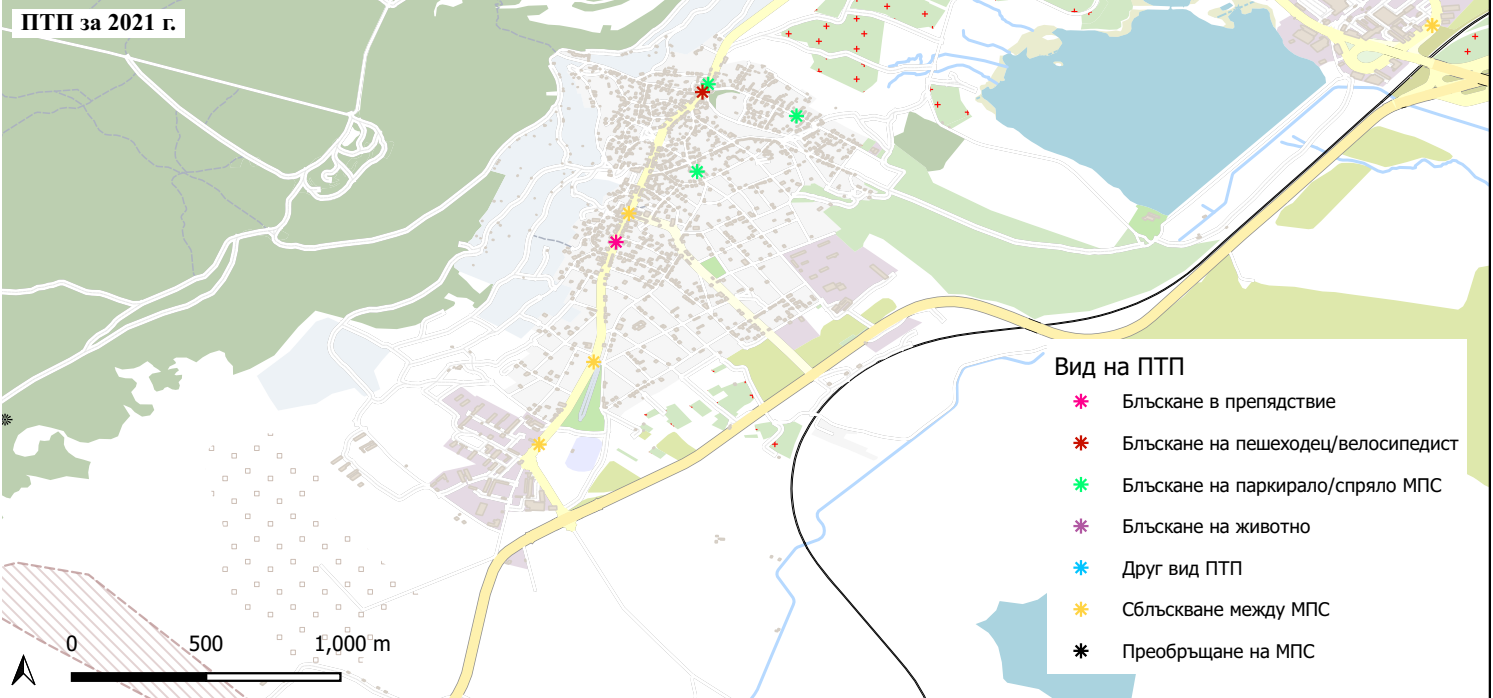 ПТП за 2021 г.
Вид на ПТП
Блъскане в препядствие
Блъскане на пешеходец/велосипедист
Блъскане на паркирало/спряло МПС
Блъскане на животно
Друг вид ПТП
Сблъскване между МПС
Преобръщане на МПС
0 500 1,000 m